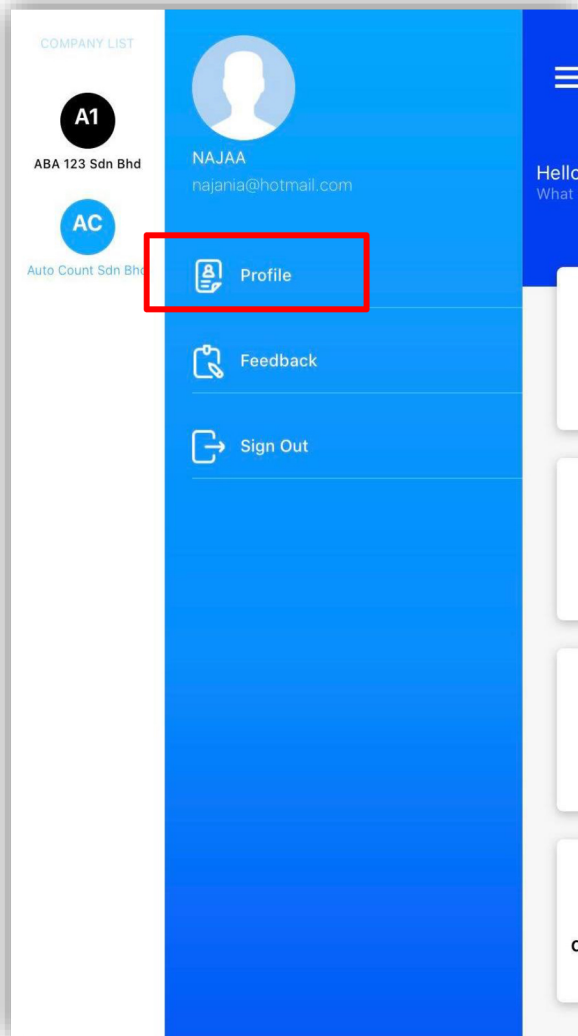 COMPANY LIST
A1
ABA 123 Sdn Bhd
AC
Auto Count Sdn Bhd
NAJAA
najania@hotmail.com
Profile
Feedback
Sign Out
Hello
What